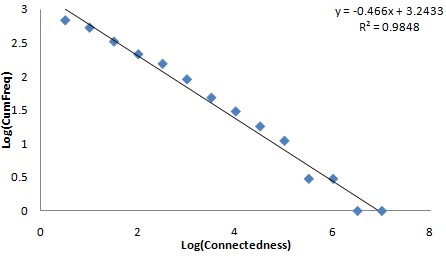 y = -0.466x + 3.2433
R² = 0.9848
3
2.5
2
1.5
1
0.5
0
Log(CumFreq)
0 2 4 6 8
Log(Connectedness)